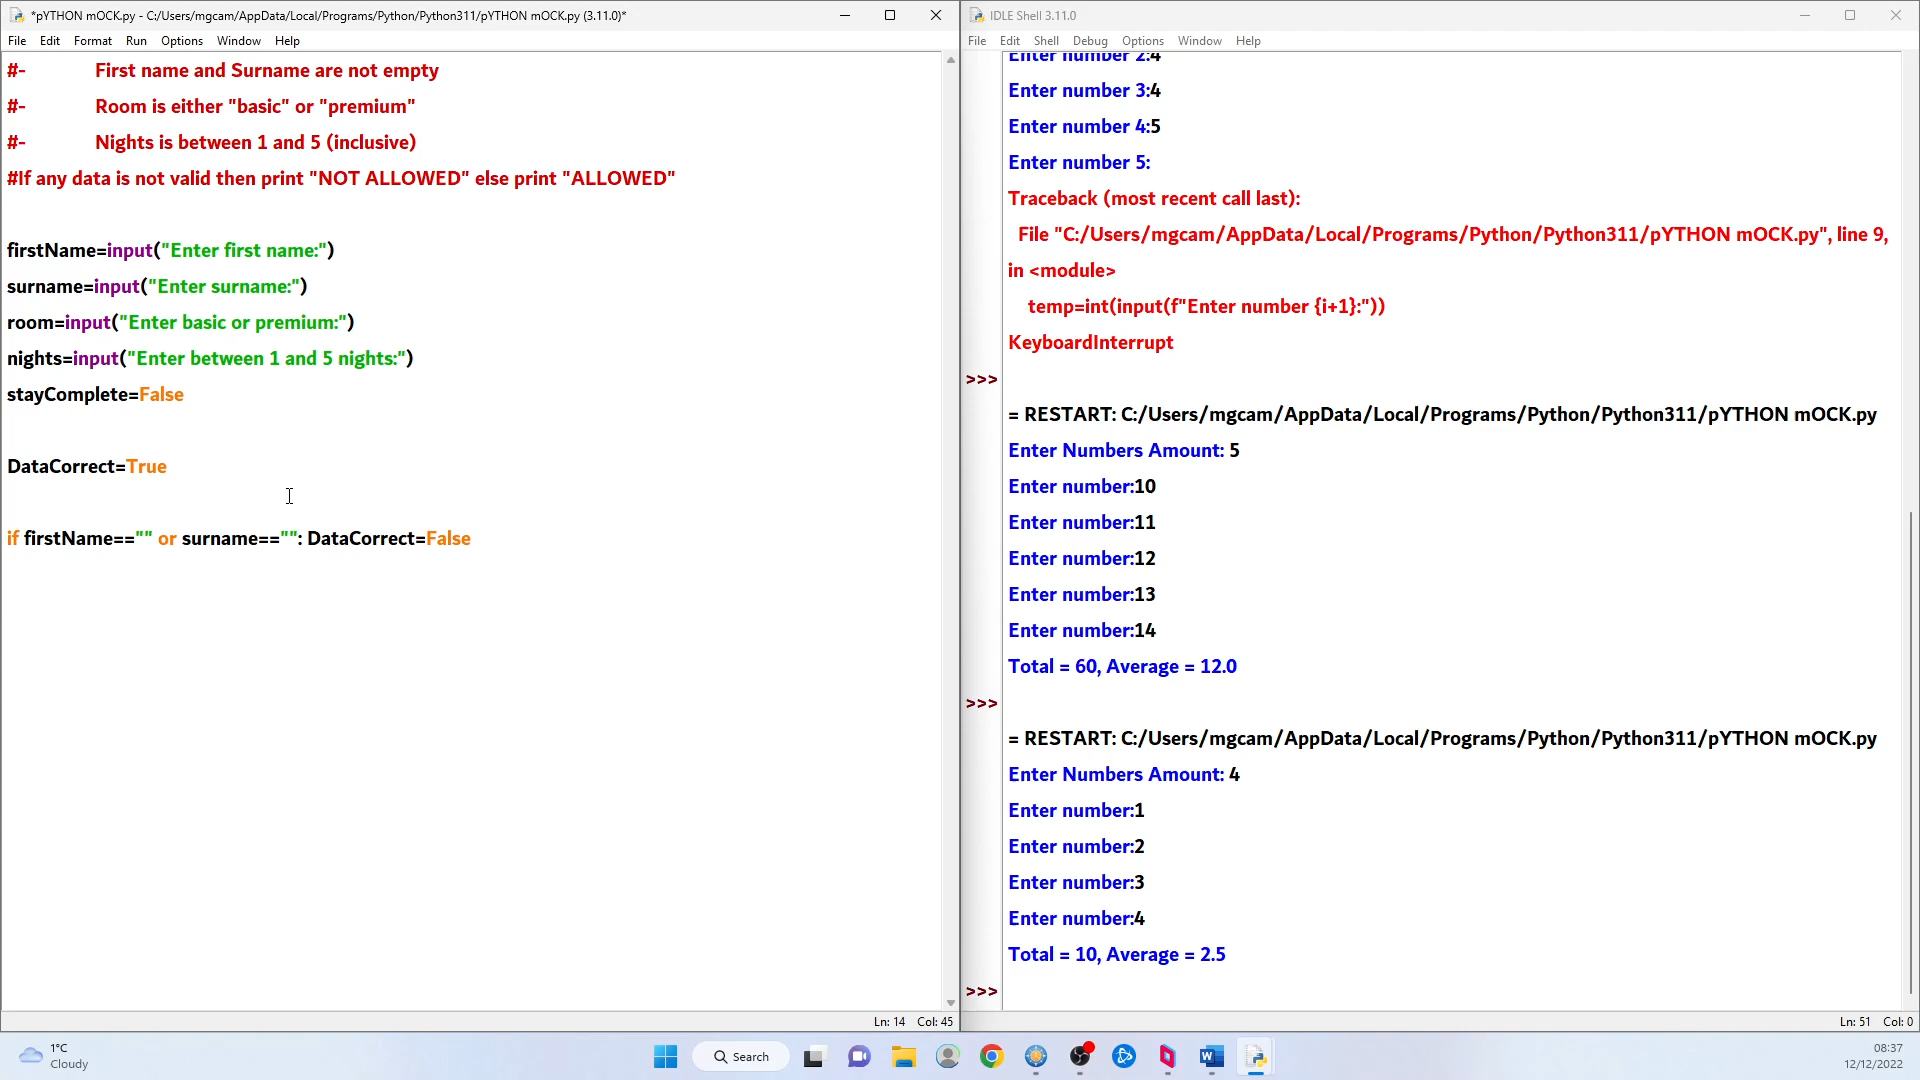 *pYTHON mOCK.py - C:/Users/mgcam/AppData/Local/Programs/Python/Python311/pYTHON mOCK.py (3.11.0)*
File Edit Format Run Options Window Help
#- First name and Surname are not empty
#- Room is either "basic" or "premium"
#- Nights is between 1 and 5 (inclusive)
#If any data is not valid then print "NOT ALLOWED" else print "ALLOWED"
firstName=input("Enter first name:")
surname=input("Enter surname:")
room=input("Enter basic or premium:")
nights=input("Enter between 1 and 5 nights:")
stayComplete=False
DataCorrect=True
if firstName=="" or surname=="": DataCorrect=False
Ln: 14 Col: 45
IDLE Shell 3.11.0
File Edit Shell Debug Options Window Help
Enter number 2:4
Enter number 3:4
Enter number 4:5
Enter number 5:
Traceback (most recent call last):
File "C:/Users/mgcam/AppData/Local/Programs/Python/Python311/pYTHON mOCK.py", line 9,
in <module>
temp=int(input(f"Enter number {i+1}:"))
KeyboardInterrupt
>>>
= RESTART: C:/Users/mgcam/AppData/Local/Programs/Python/Python311/pYTHON mOCK.py
Enter Numbers Amount: 5
Enter number:10
Enter number:11
Enter number:12
Enter number:13
Enter number:14
Total = 60, Average = 12.0
>>>
= RESTART: C:/Users/mgcam/AppData/Local/Programs/Python/Python311/pYTHON mOCK.py
Enter Numbers Amount: 4
Enter number:1
Enter number:2
Enter number:3
Enter number:4
Total = 10, Average = 2.5
>>>
Ln: 51 Col: 0
1°C
Cloudy
Search
08:37
12/12/2022